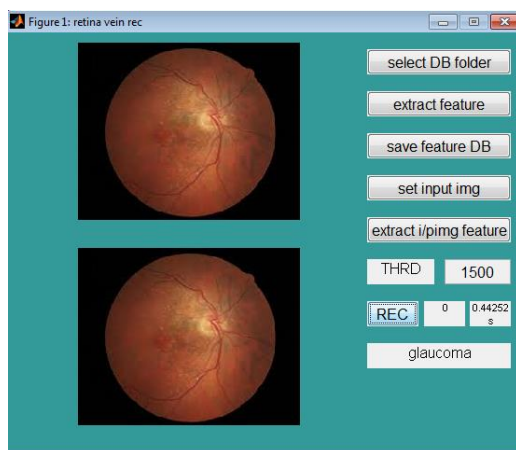 Figure 1: retina vein rec
select DB folder
extract feature
save feature DB
set input img
extract i/pimg feature
THRD 1500
REC 0 0.44252
s
glaucoma